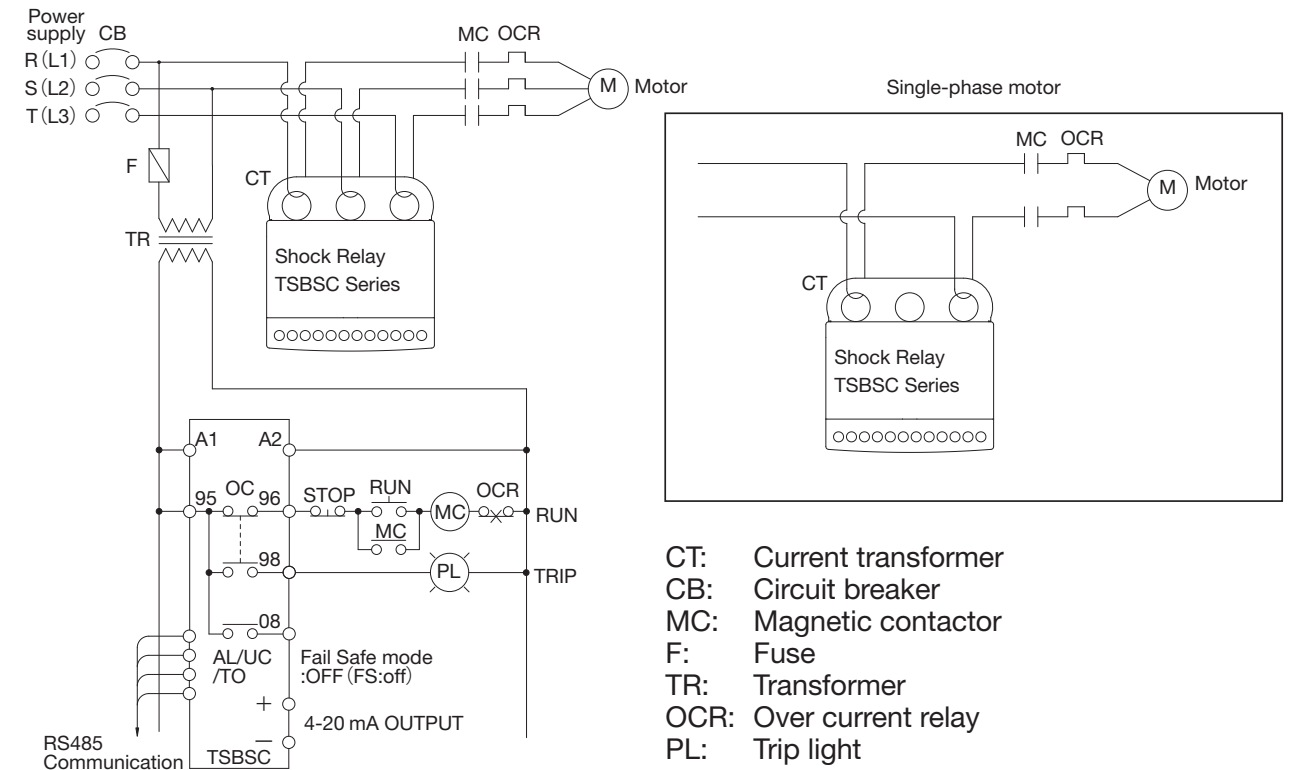 Power
supply CB
MC OCR
R (L1)
S (L2)
T (L3)
M Motor
F
CT
TR
Shock Relay
TSBSC Series
A1 A2
95 OC 96 STOP RUN MC OCR RUN
MC
98 PL TRIP
08
AL/UC
/TO
Fail Safe mode
:OFF (FS:off)
+
4-20 mA OUTPUT
−
RS485
Communication
TSBSC
Single-phase motor
MC OCR
M Motor
CT
Shock Relay
TSBSC Series
CT: Current transformer
CB: Circuit breaker
MC: Magnetic contactor
F: Fuse
TR: Transformer
OCR: Over current relay
PL: Trip light